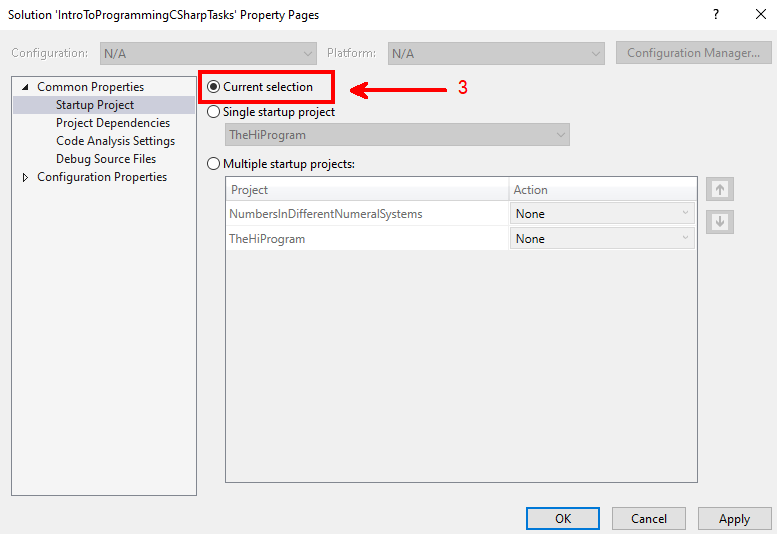 Solution 'IntroToProgrammingCSharpTasks' Property Pages
Configuration: N/A Platform: N/A Configuration Manager...
Common Properties
Startup Project
Project Dependencies
Code Analysis Settings
Debug Source Files
Configuration Properties
Current selection 3
Single startup project
TheHiProgram
Multiple startup projects:
Project Action
NumbersInDifferentNumeralSystems None
TheHiProgram None
OK Cancel Apply